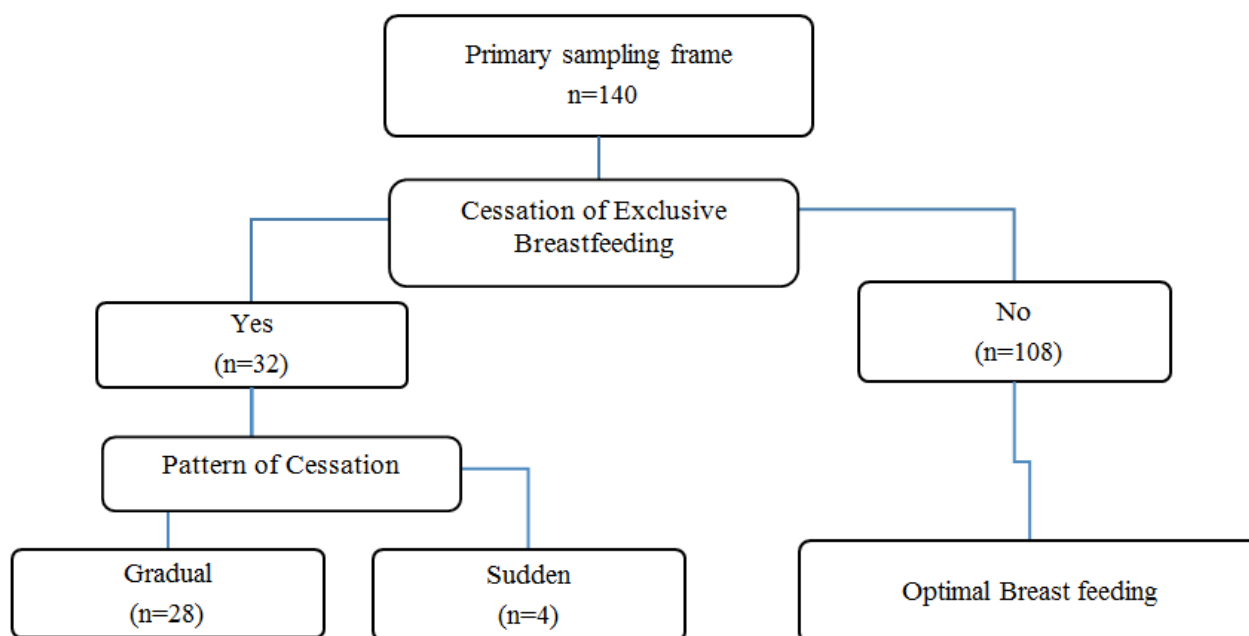 Primary sampling frame
n=140
Cessation of Exclusive
Breastfeeding
Yes
(n=32)
No
(n=108)
Pattern of Cessation
Gradual
(n=28)
Sudden
(n=4)
Optimal Breast feeding